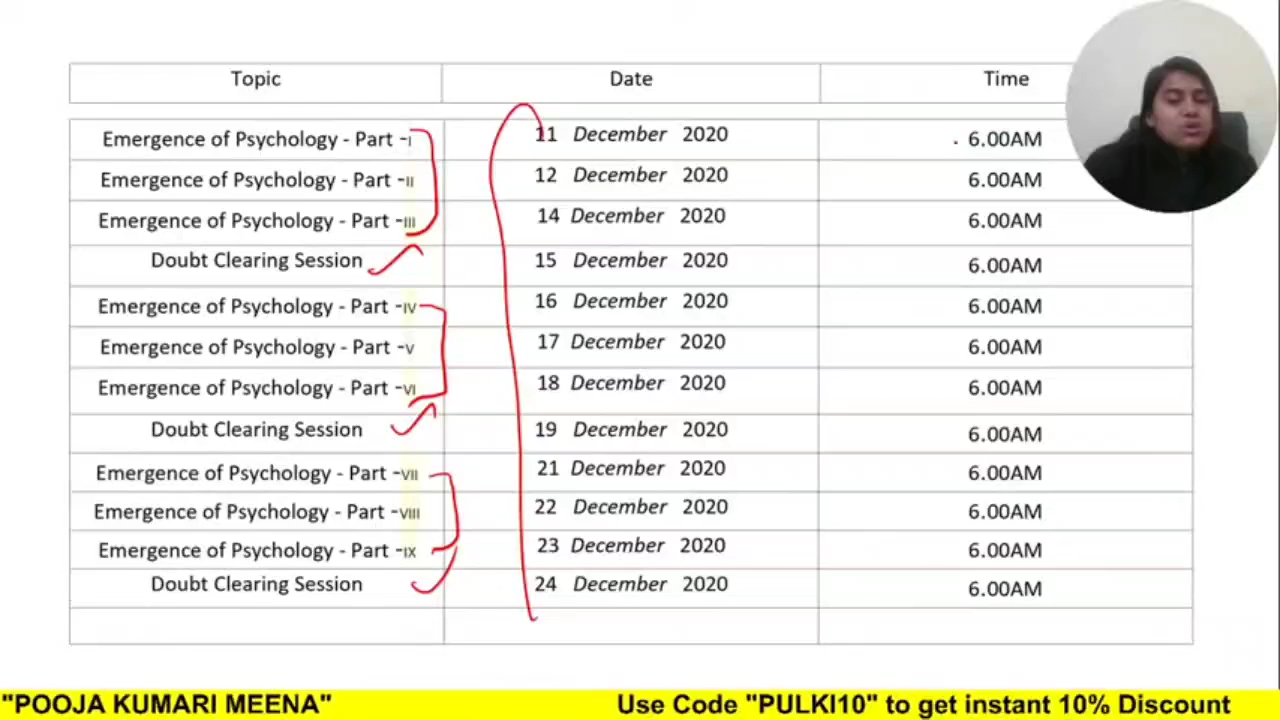 Topic Date Time
Emergence of Psychology - Part -I 11 December 2020 6.00AM
Emergence of Psychology - Part -II 12 December 2020 6.00AM
Emergence of Psychology - Part -III 14 December 2020 6.00AM
Doubt Clearing Session 15 December 2020 6.00AM
Emergence of Psychology - Part -IV 16 December 2020 6.00AM
Emergence of Psychology - Part -V 17 December 2020 6.00AM
Emergence of Psychology - Part -VI 18 December 2020 6.00AM
Doubt Clearing Session 19 December 2020 6.00AM
Emergence of Psychology - Part -VII 21 December 2020 6.00AM
Emergence of Psychology - Part -VIII 22 December 2020 6.00AM
Emergence of Psychology - Part -IX 23 December 2020 6.00AM
Doubt Clearing Session 24 December 2020 6.00AM
"POOJA KUMARI MEENA" Use Code "PULKI10" to get instant 10% Discount